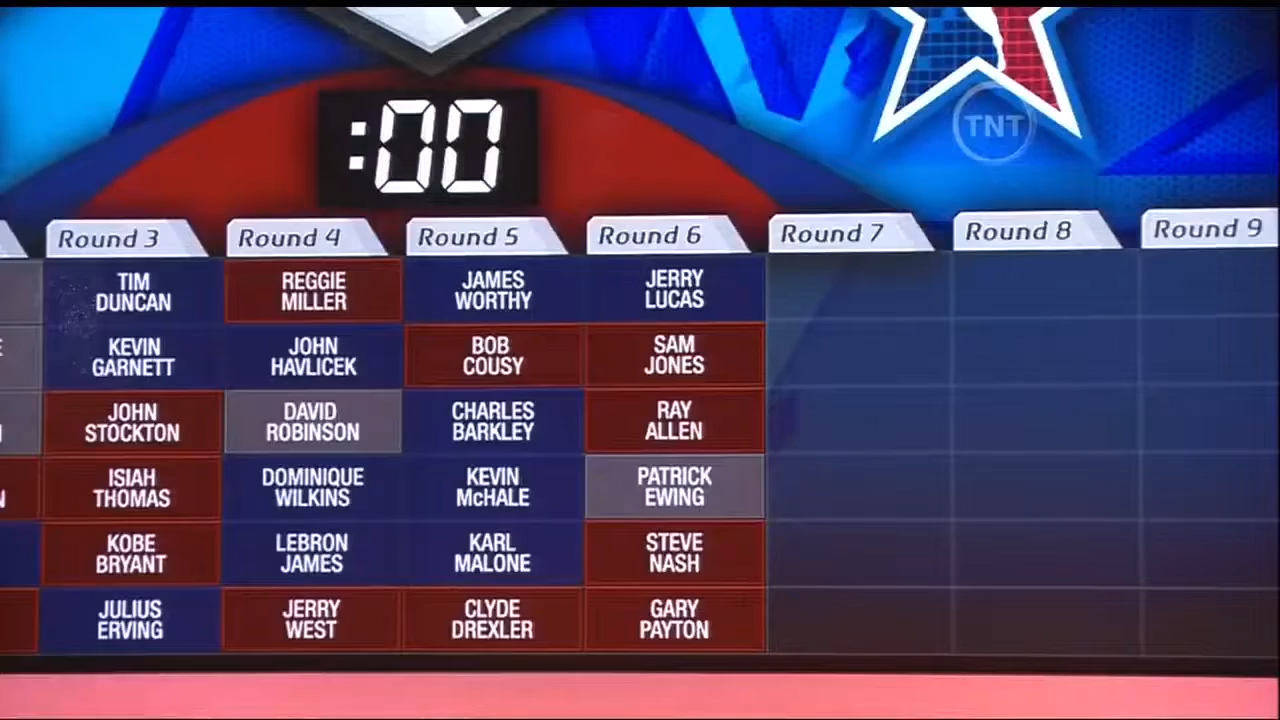 :00
TNT
Round 3
Round 4
Round 5
Round 6
Round 7
Round 8
Round 9
TIM
DUNCAN
REGGIE
MILLER
JAMES
WORTHY
JERRY
LUCAS
KEVIN
GARNETT
JOHN
HAVLICEK
BOB
COUSY
SAM
JONES
JOHN
STOCKTON
DAVID
ROBINSON
CHARLES
BARKLEY
RAY
ALLEN
ISIAH
THOMAS
DOMINIQUE
WILKINS
KEVIN
McHALE
PATRICK
EWING
KOBE
BRYANT
LEBRON
JAMES
KARL
MALONE
STEVE
NASH
JULIUS
ERVING
JERRY
WEST
CLYDE
DREXLER
GARY
PAYTON